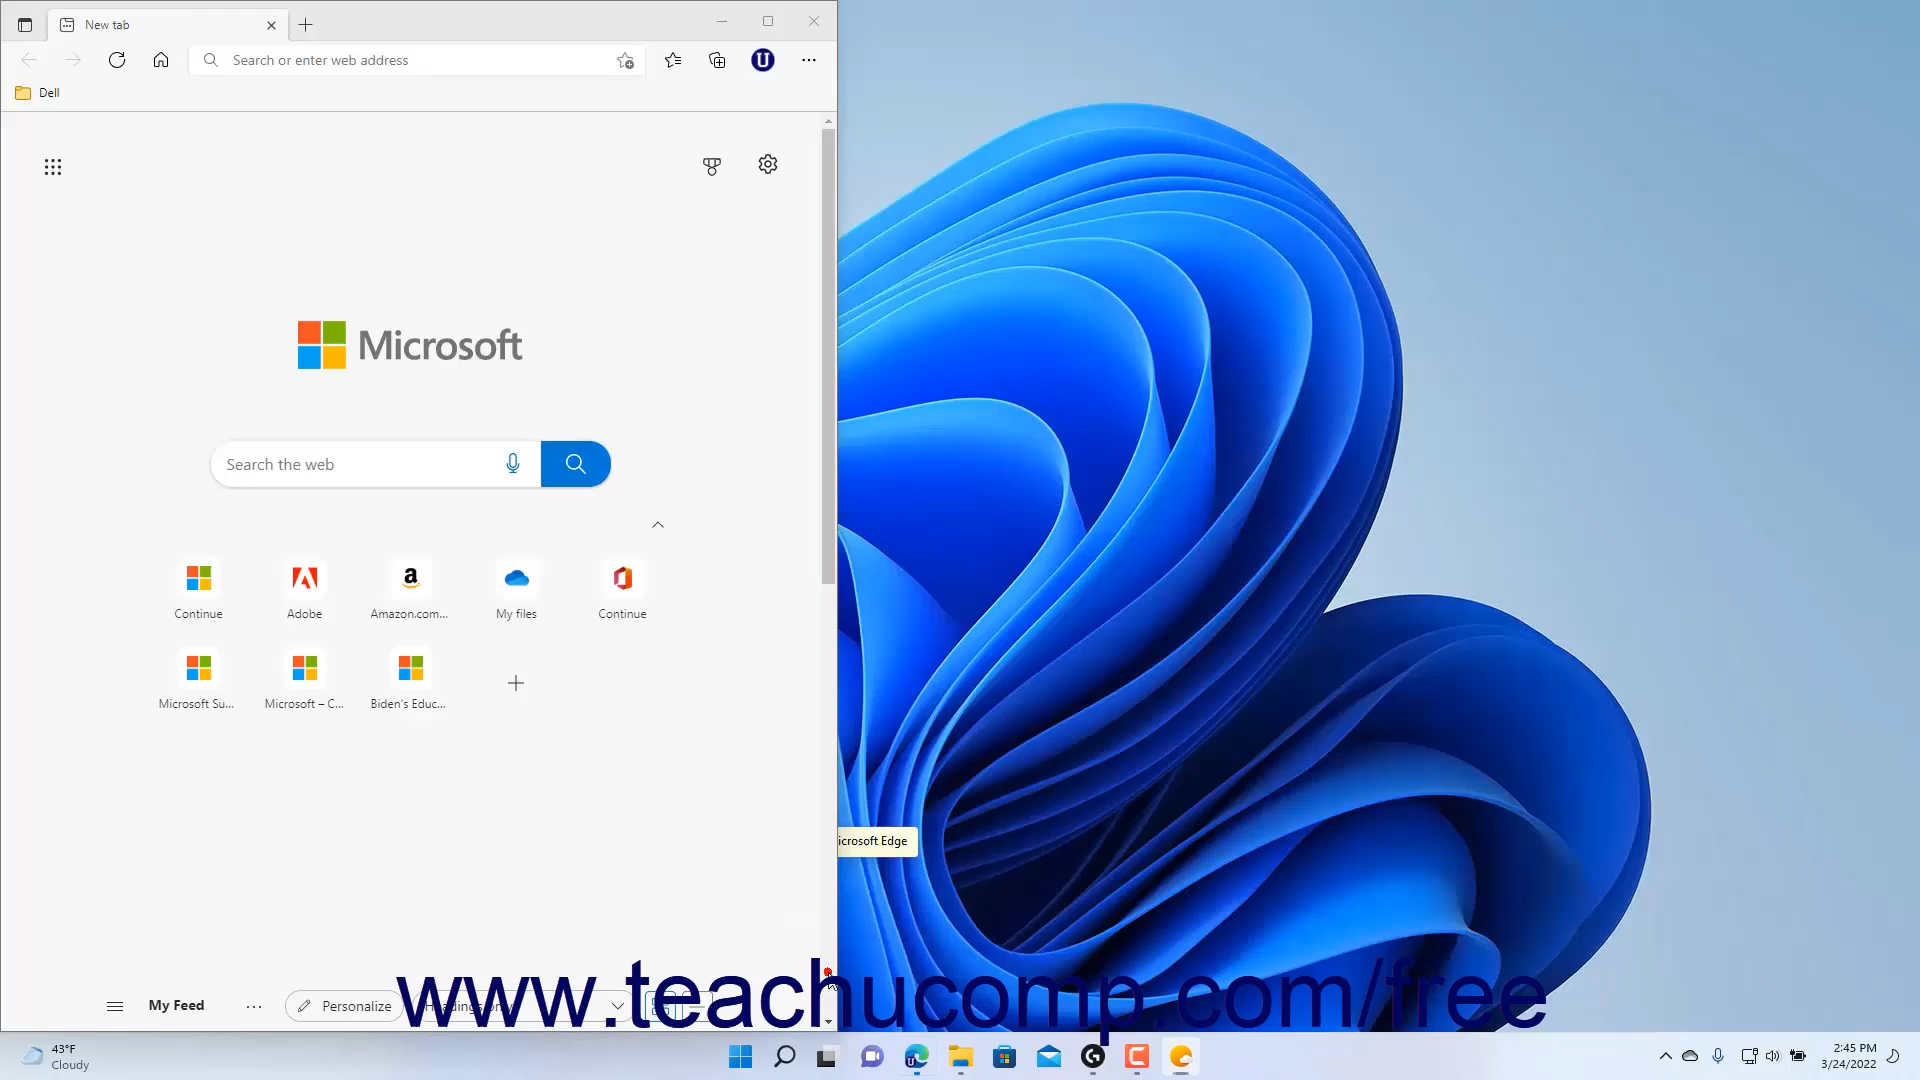 New tab
Search or enter web address
Dell
Microsoft
Search the web
Continue
Adobe
Amazon.com...
My files
Continue
Microsoft Su...
Microsoft – C...
Biden's Educ...
icrosoft Edge
My Feed
Personalize
www.teachucomp.com/free
43°F
Cloudy
2:45 PM
3/24/2022